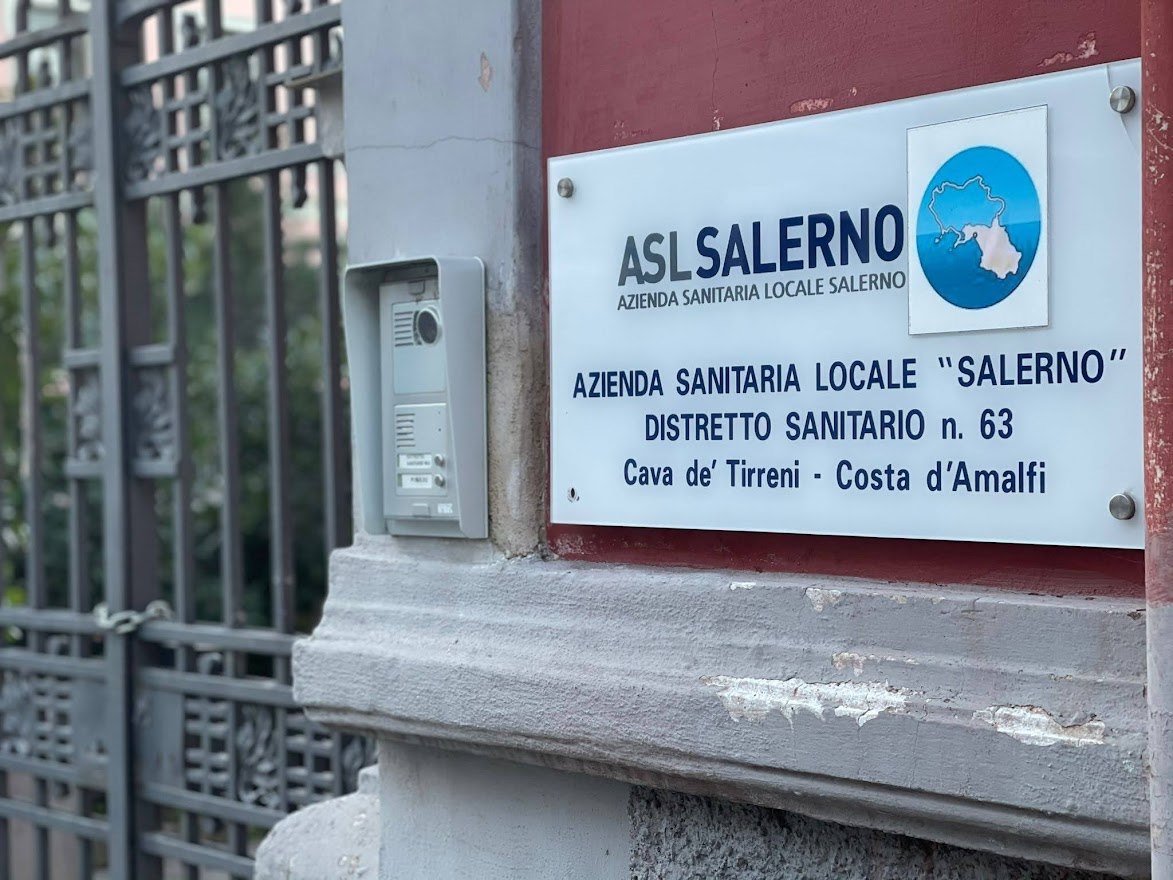 ASL SALERNO
AZIENDA SANITARIA LOCALE SALERNO
AZIENDA SANITARIA LOCALE "SALERNO"
DISTRETTO SANITARIO n. 63
Cava de' Tirreni - Costa d'Amalfi